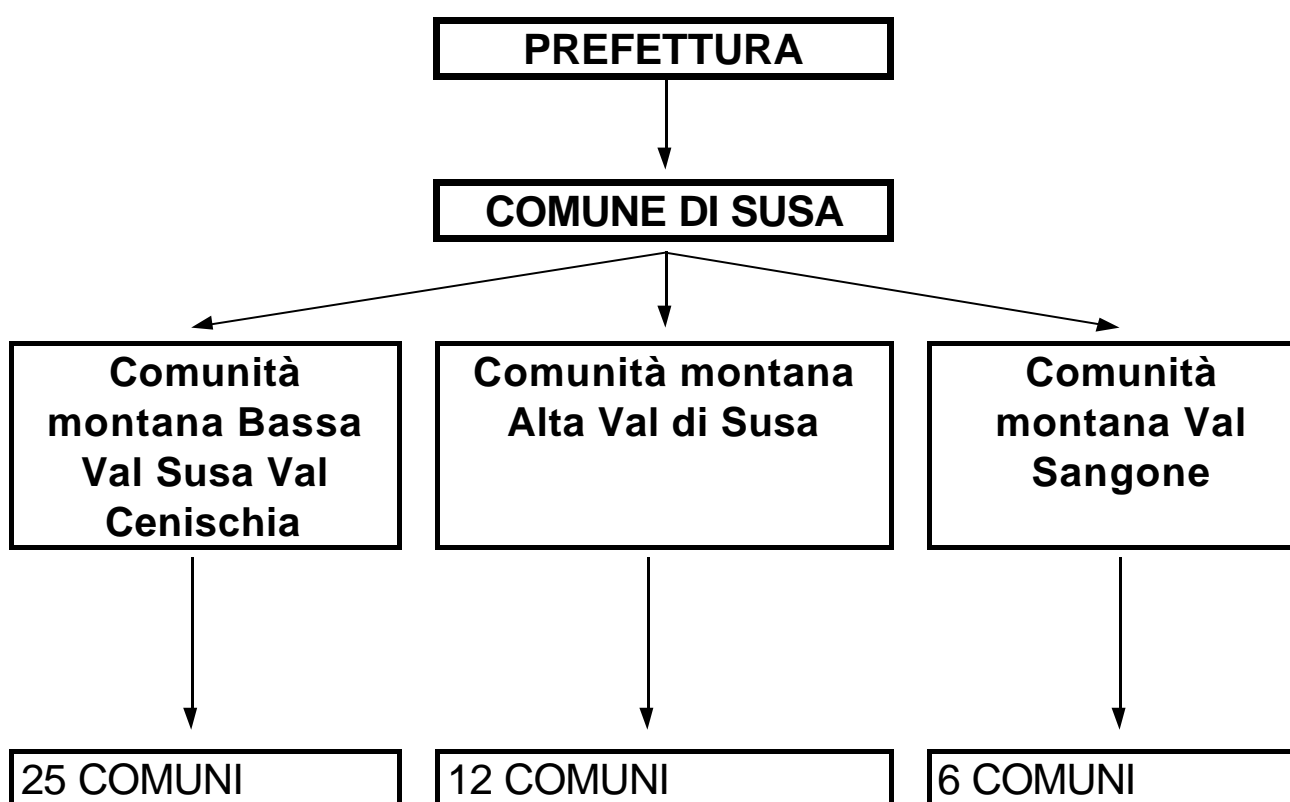 PREFETTURA
COMUNE DI SUSA
Comunità
montana Bassa
Val Susa Val
Cenischia
Comunità montana
Alta Val di Susa
Comunità
montana Val
Sangone
25 COMUNI
12 COMUNI
6 COMUNI